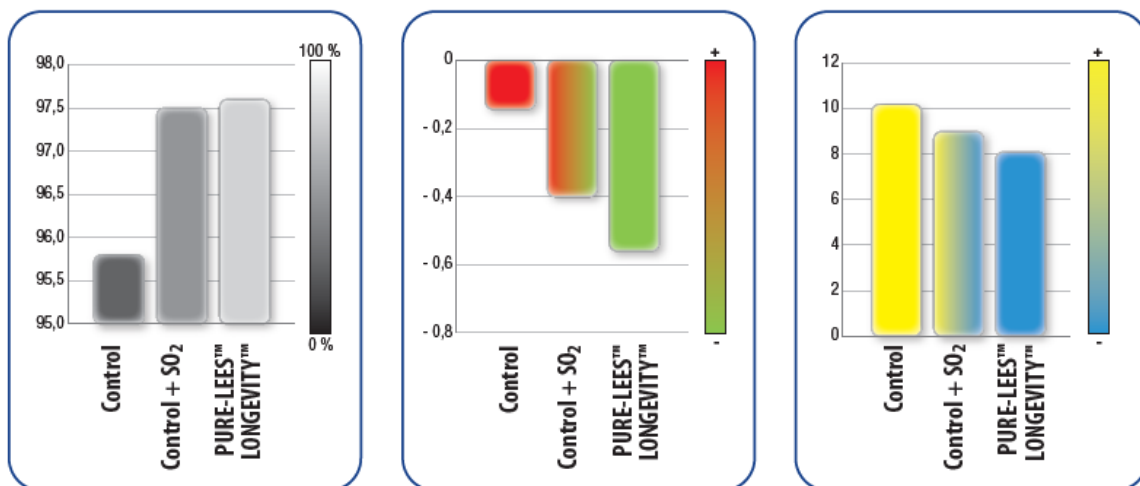 100 %
98,0
97,5
97,0
96,5
96,0
95,5
95,0
0 %
Control
Control + SO2
PURE-LEES™
LONGEVITY™
+
0
- 0,2
- 0,4
- 0,6
- 0,8
-
Control
Control + SO2
PURE-LEES™
LONGEVITY™
+
12
10
8
6
4
2
0
-
Control
Control + SO2
PURE-LEES™
LONGEVITY™